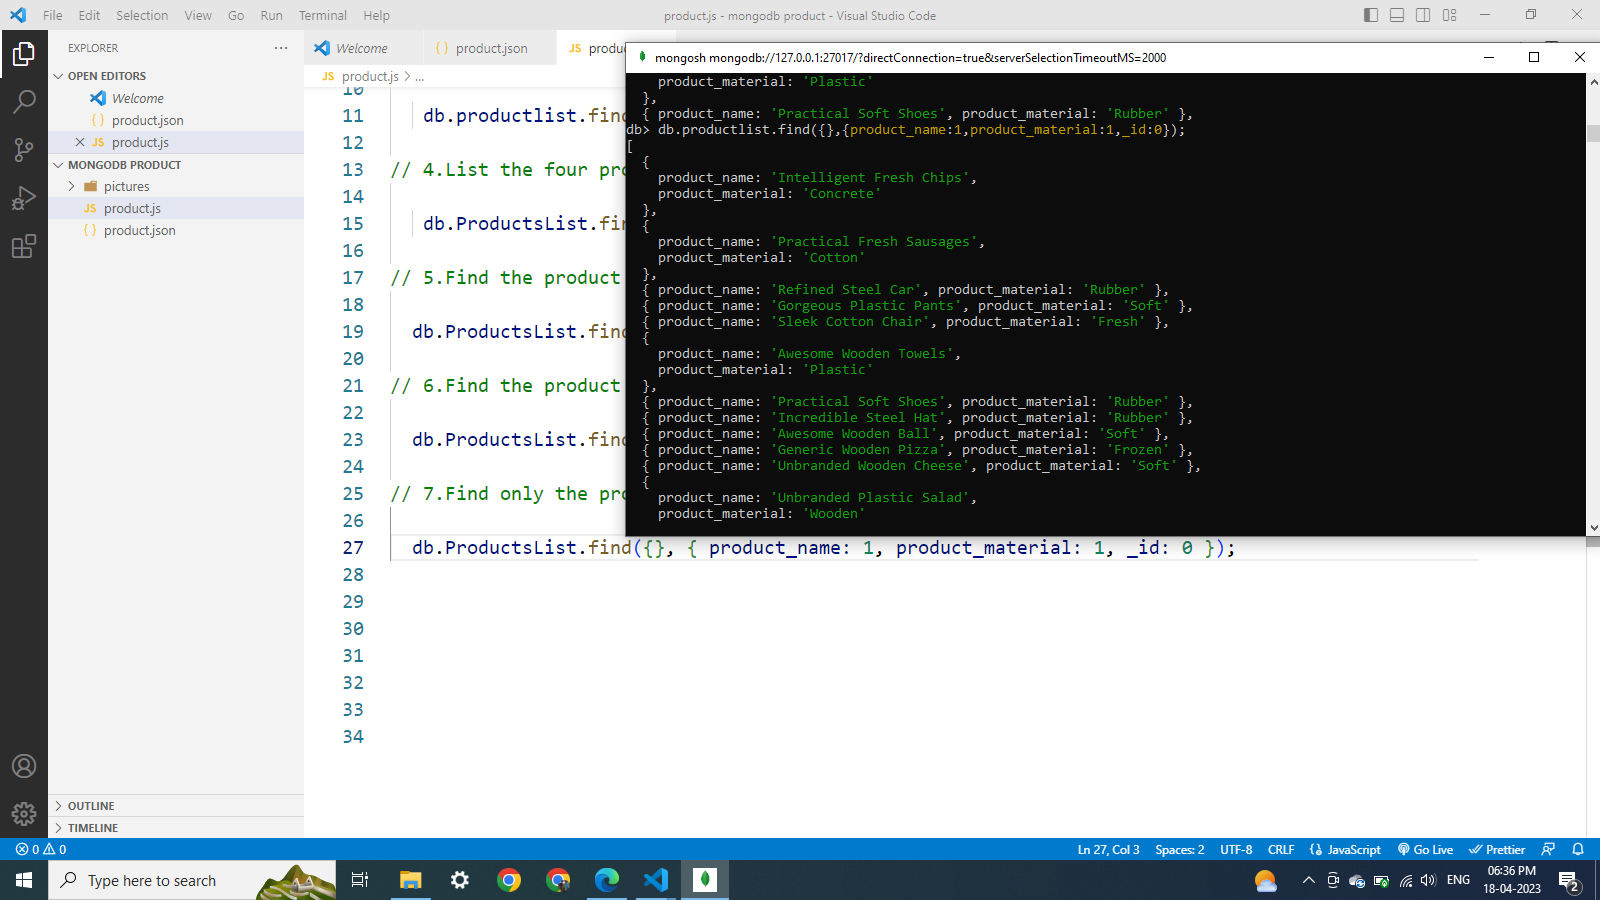 File Edit Selection View Go Run Terminal Help
product.js - mongodb product - Visual Studio Code
EXPLORER
OPEN EDITORS
Welcome
product.json
product.js
MONGODB PRODUCT
pictures
product.js
product.json
OUTLINE
TIMELINE
Welcome
product.json
JS
JS product.js > ...
10
11 db.productlist.find
12
13 // 4.List the four pro
14
15 db.ProductsList.fin
16
17 // 5.Find the product
18
19 db.ProductsList.find
20
21 // 6.Find the product
22
23 db.ProductsList.find
24
25 // 7.Find only the pro
26
27 db.ProductsList.find({}, { product_name: 1, product_material: 1, _id: 0 });
28
29
30
31
32
33
34
mongosh mongodb://127.0.0.1:27017/?directConnection=true&serverSelectionTimeoutMS=2000
product_material: 'Plastic'
},
{ product_name: 'Practical Soft Shoes', product_material: 'Rubber' },
db> db.productlist.find({},{product_name:1,product_material:1,_id:0});
[
{
product_name: 'Intelligent Fresh Chips',
product_material: 'Concrete'
},
{
product_name: 'Practical Fresh Sausages',
product_material: 'Cotton'
},
{ product_name: 'Refined Steel Car', product_material: 'Rubber' },
{ product_name: 'Gorgeous Plastic Pants', product_material: 'Soft' },
{ product_name: 'Sleek Cotton Chair', product_material: 'Fresh' },
{
product_name: 'Awesome Wooden Towels',
product_material: 'Plastic'
},
{ product_name: 'Practical Soft Shoes', product_material: 'Rubber' },
{ product_name: 'Incredible Steel Hat', product_material: 'Rubber' },
{ product_name: 'Awesome Wooden Ball', product_material: 'Soft' },
{ product_name: 'Generic Wooden Pizza', product_material: 'Frozen' },
{ product_name: 'Unbranded Wooden Cheese', product_material: 'Soft' },
{
product_name: 'Unbranded Plastic Salad',
product_material: 'Wooden'
0 0
Ln 27, Col 3 Spaces: 2 UTF-8 CRLF {} JavaScript Go Live Prettier
Type here to search
ENG
06:36 PM
18-04-2023
2